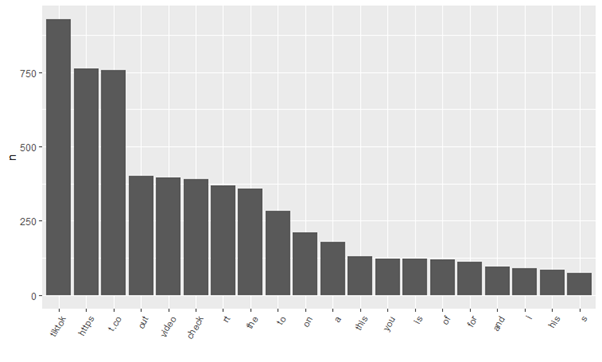 n
750
500
250
0
tiktok https t.co out video check rt the to on a this you is of for and i his s